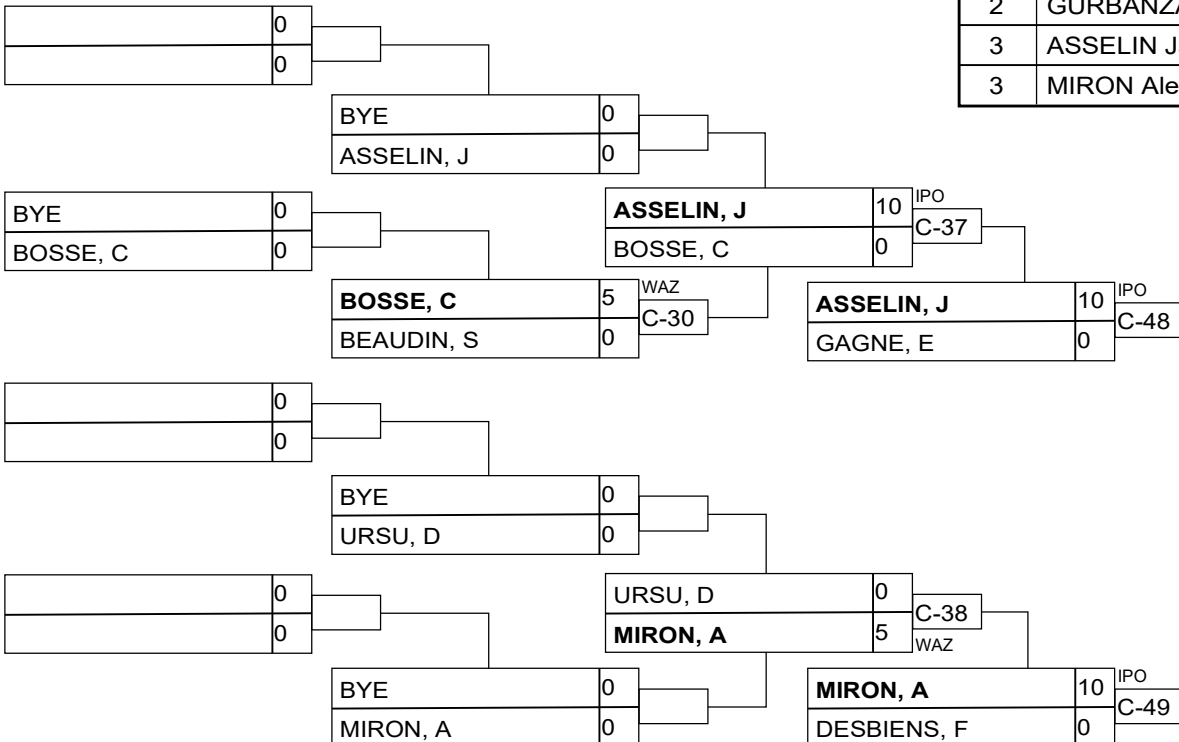 0
0
2 GURBANZA
3 ASSELIN J
3 MIRON Ale
BYE 0
ASSELIN, J 0
BYE 0
BOSSE, C 0
ASSELIN, J 10 IPO
C-37
BOSSE, C 0
BOSSE, C 5 WAZ
C-30
BEAUDIN, S 0
ASSELIN, J 10 IPO
C-48
GAGNE, E 0
0
0
BYE 0
URSU, D 0
0
0
URSU, D 0
C-38
MIRON, A 5 WAZ
BYE 0
MIRON, A 0
MIRON, A 10 IPO
C-49
DESBIENS, F 0